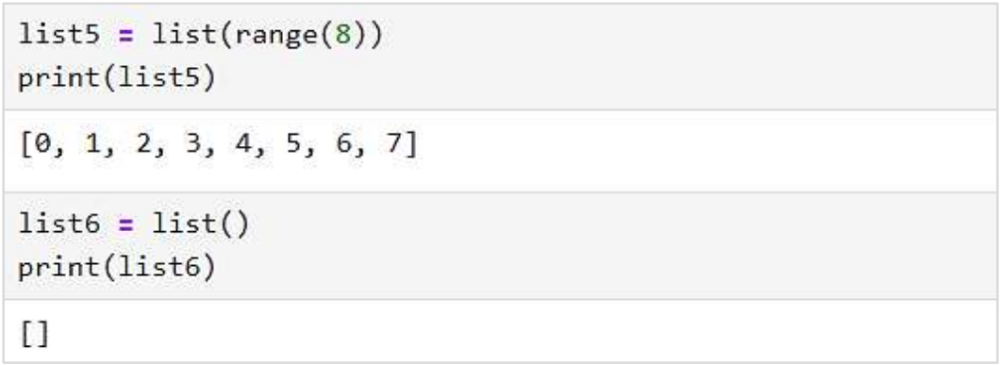 list5 = list(range(8))
print(list5)
[0, 1, 2, 3, 4, 5, 6, 7]
list6 = list()
print(list6)
[]